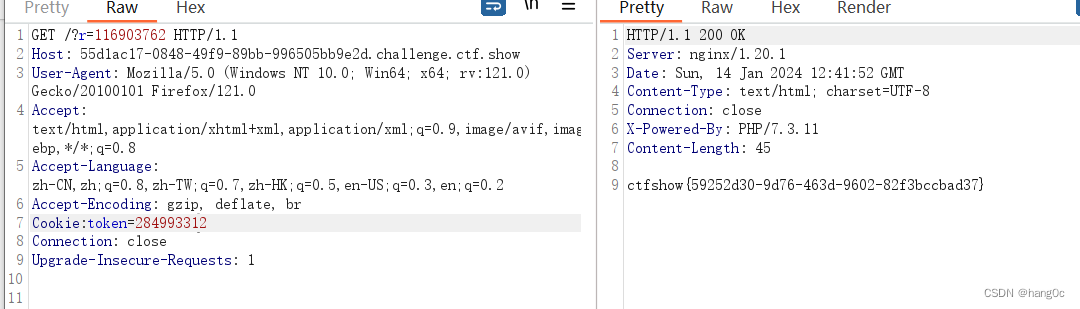 Pretty Raw Hex \n
1 GET /?r=116903762 HTTP/1.1
2 Host: 55d1ac17-0848-49f9-89bb-996505bb9e2d.challenge.ctf.show
3 User-Agent: Mozilla/5.0 (Windows NT 10.0; Win64; x64; rv:121.0)
Gecko/20100101 Firefox/121.0
4 Accept:
text/html,application/xhtml+xml,application/xml;q=0.9,image/avif,imag
ebp,*/*;q=0.8
5 Accept-Language:
zh-CN,zh;q=0.8,zh-TW;q=0.7,zh-HK;q=0.5,en-US;q=0.3,en;q=0.2
6 Accept-Encoding: gzip, deflate, br
7 Cookie:token=284993312
8 Connection: close
9 Upgrade-Insecure-Requests: 1
10
11
Pretty Raw Hex Render
1 HTTP/1.1 200 OK
2 Server: nginx/1.20.1
3 Date: Sun, 14 Jan 2024 12:41:52 GMT
4 Content-Type: text/html; charset=UTF-8
5 Connection: close
6 X-Powered-By: PHP/7.3.11
7 Content-Length: 45
8
9 ctfshow{59252d30-9d76-463d-9602-82f3bccbad37}
CSDN @hang0c